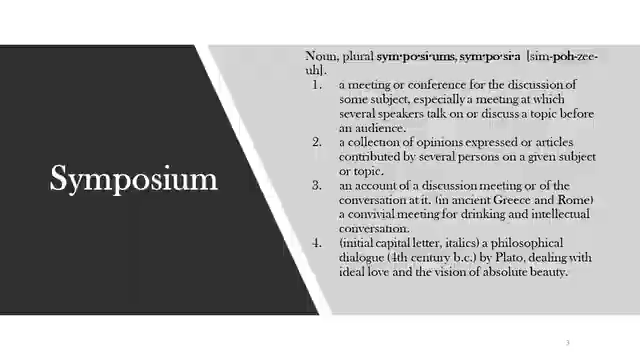 Symposium
Noun, plural sym·po·si·ums, sym·po·si·a [sim-poh-zee-
uh].
1. a meeting or conference for the discussion of
some subject, especially a meeting at which
several speakers talk on or discuss a topic before
an audience.
2. a collection of opinions expressed or articles
contributed by several persons on a given subject
or topic.
3. an account of a discussion meeting or of the
conversation at it. (in ancient Greece and Rome)
a convivial meeting for drinking and intellectual
conversation.
4. (initial capital letter, italics) a philosophical
dialogue (4th century b.c.) by Plato, dealing with
ideal love and the vision of absolute beauty.
3